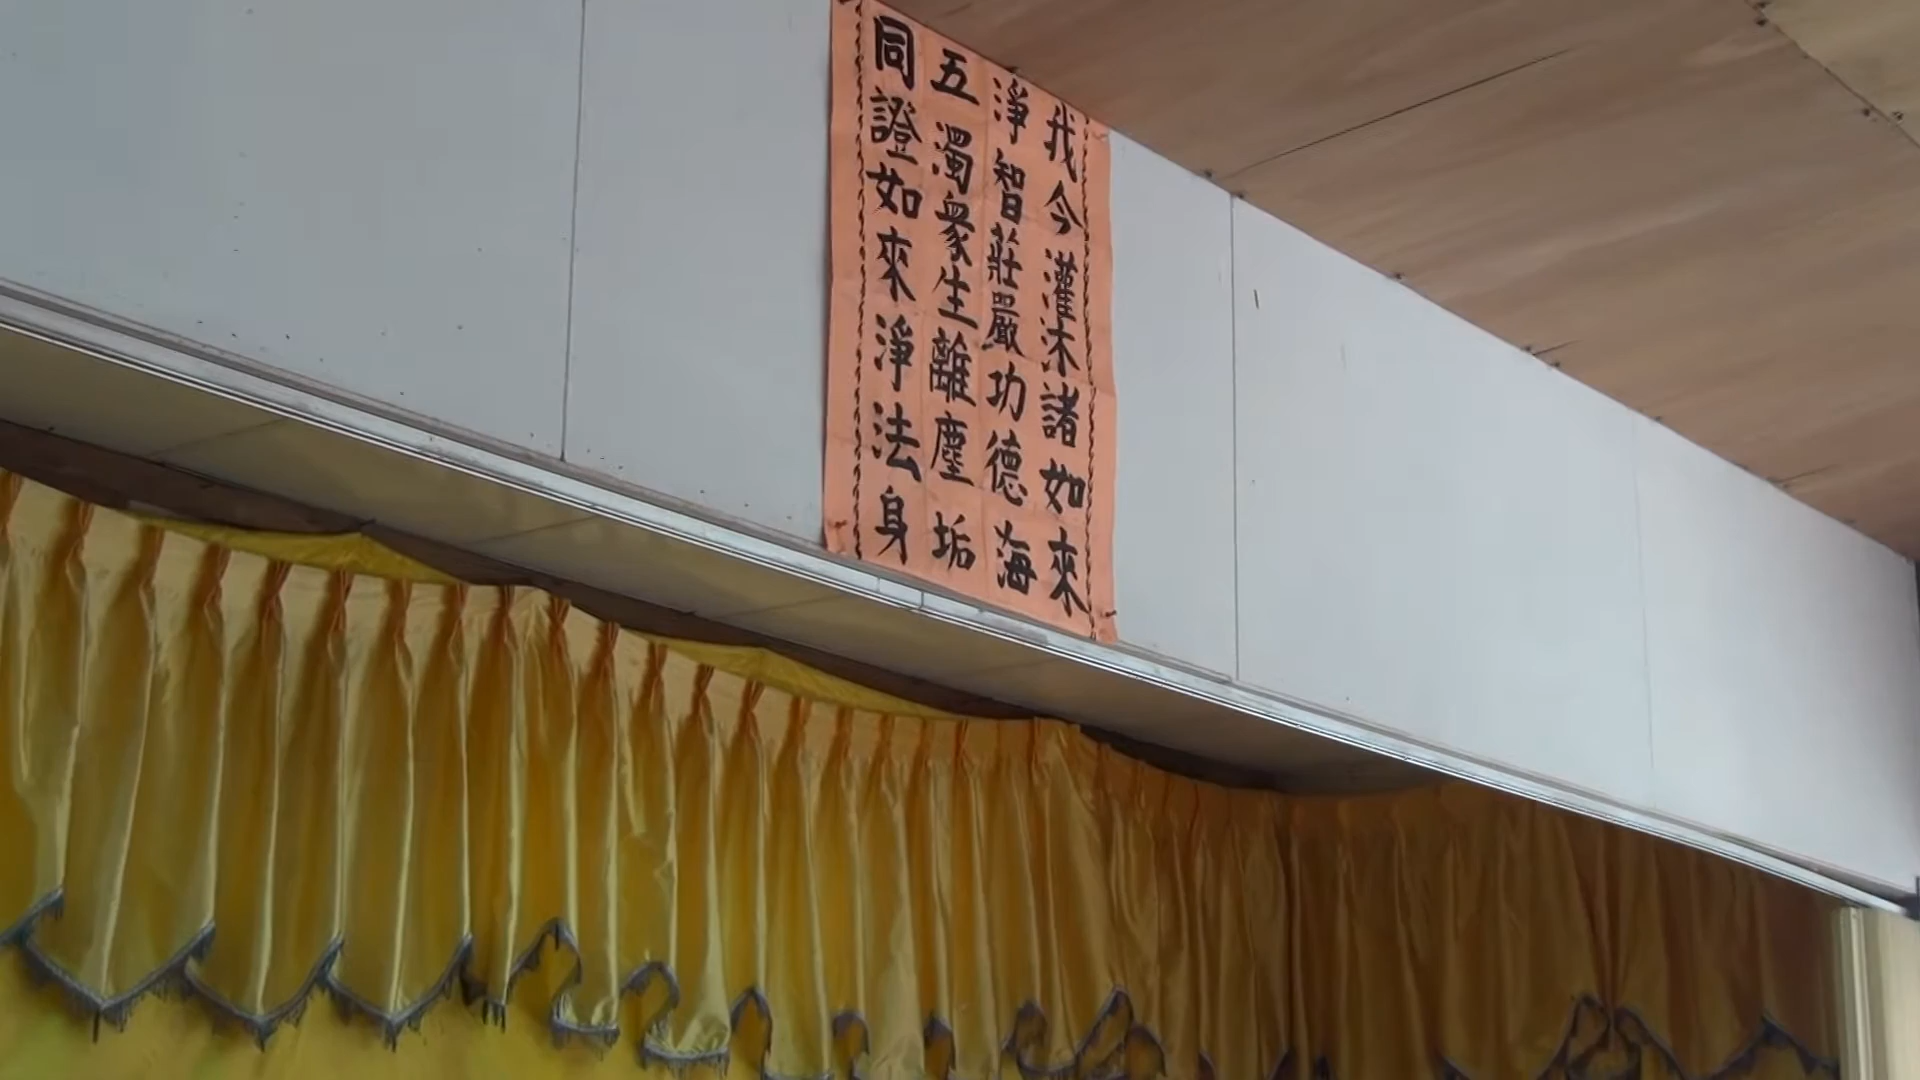 我今灌沐諸如來
淨智莊嚴功德海
五濁衆生離塵垢
同證如來淨法身